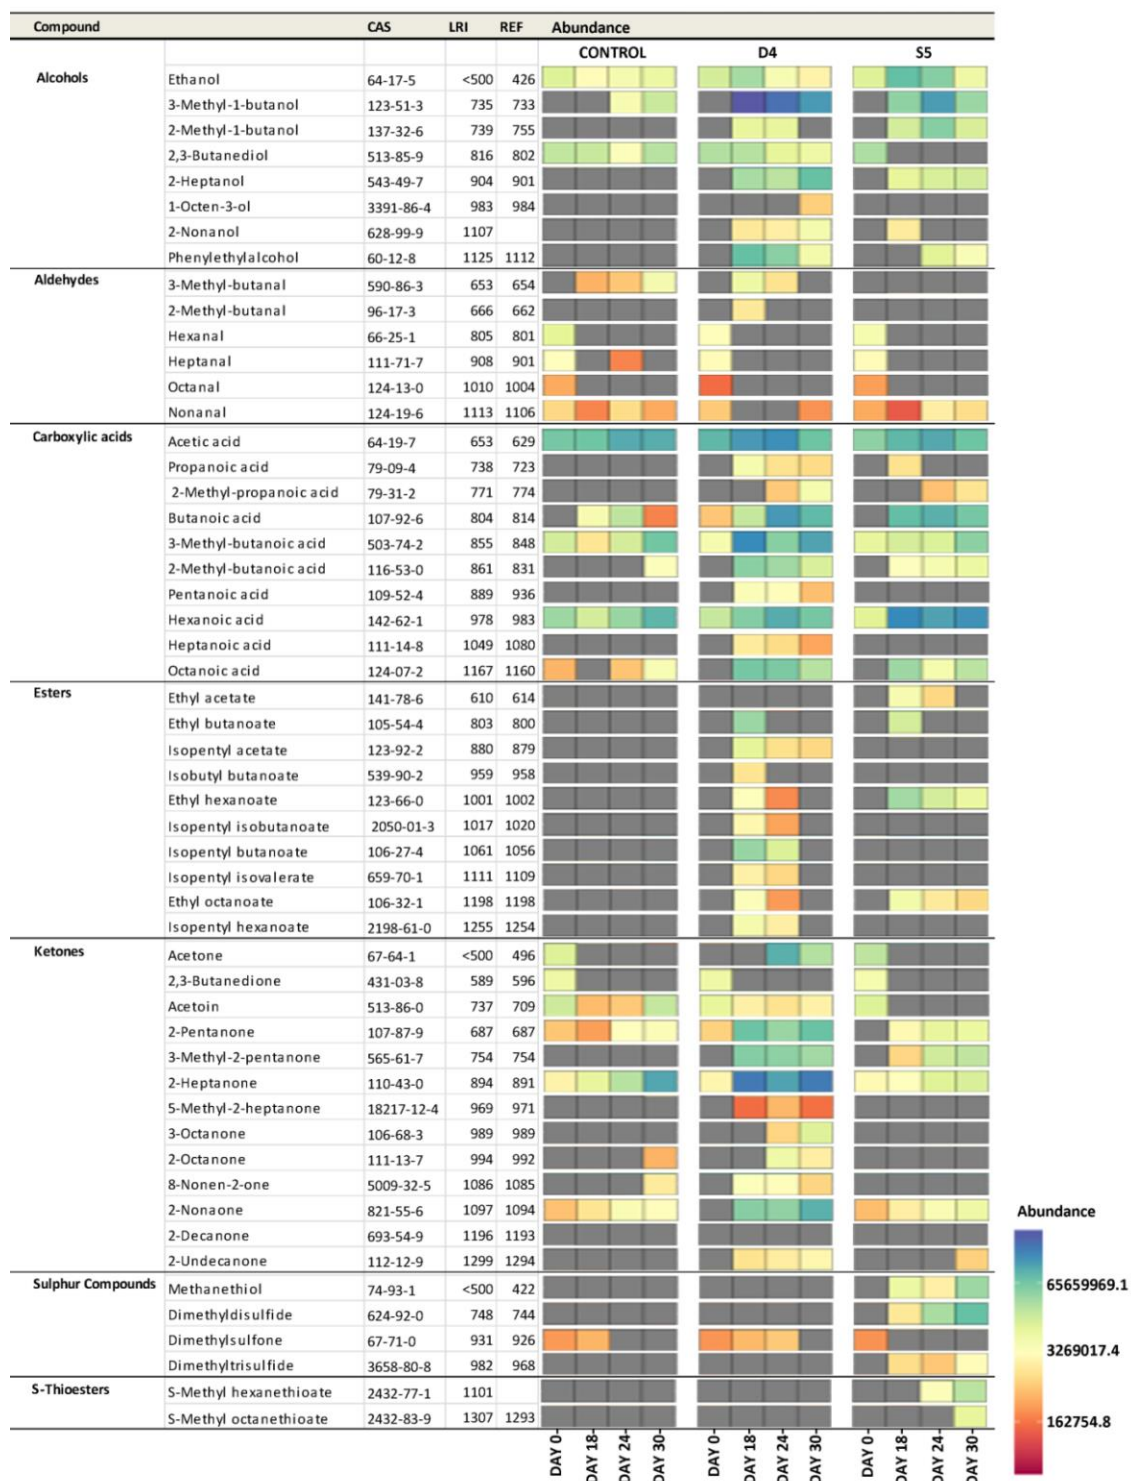 Compound CAS LRI REF Abundance
CONTROL D4 S5
Alcohols Ethanol 64-17-5 <500 426
3-Methyl-1-butanol 123-51-3 735 733
2-Methyl-1-butanol 137-32-6 739 755
2,3-Butanediol 513-85-9 816 802
2-Heptanol 543-49-7 904 901
1-Octen-3-ol 3391-86-4 983 984
2-Nonanol 628-99-9 1107
Phenylethylalcohol 60-12-8 1125 1112
Aldehydes 3-Methyl-butanal 590-86-3 653 654
2-Methyl-butanal 96-17-3 666 662
Hexanal 66-25-1 805 801
Heptanal 111-71-7 908 901
Octanal 124-13-0 1010 1004
Nonanal 124-19-6 1113 1106
Carboxylic acids Acetic acid 64-19-7 653 629
Propanoic acid 79-09-4 738 723
2-Methyl-propanoic acid 79-31-2 771 774
Butanoic acid 107-92-6 804 814
3-Methyl-butanoic acid 503-74-2 855 848
2-Methyl-butanoic acid 116-53-0 861 831
Pentanoic acid 109-52-4 889 936
Hexanoic acid 142-62-1 978 983
Heptanoic acid 111-14-8 1049 1080
Octanoic acid 124-07-2 1167 1160
Esters Ethyl acetate 141-78-6 610 614
Ethyl butanoate 105-54-4 803 800
Isopentyl acetate 123-92-2 880 879
Isobutyl butanoate 539-90-2 959 958
Ethyl hexanoate 123-66-0 1001 1002
Isopentyl isobutanoate 2050-01-3 1017 1020
Isopentyl butanoate 106-27-4 1061 1056
Isopentyl isovalerate 659-70-1 1111 1109
Ethyl octanoate 106-32-1 1198 1198
Isopentyl hexanoate 2198-61-0 1255 1254
Ketones Acetone 67-64-1 <500 496
2,3-Butanedione 431-03-8 589 596
Acetoin 513-86-0 737 709
2-Pentanone 107-87-9 687 687
3-Methyl-2-pentanone 565-61-7 754 754
2-Heptanone 110-43-0 894 891
5-Methyl-2-heptanone 18217-12-4 969 971
3-Octanone 106-68-3 989 989
2-Octanone 111-13-7 994 992
8-Nonen-2-one 5009-32-5 1086 1085
2-Nonaone 821-55-6 1097 1094
2-Decanone 693-54-9 1196 1193
2-Undecanone 112-12-9 1299 1294
Sulphur Compounds Methanethiol 74-93-1 <500 422
Dimethyldisulfide 624-92-0 748 744
Dimethylsulfone 67-71-0 931 926
Dimethyltrisulfide 3658-80-8 982 968
S-Thioesters S-Methyl hexanethioate 2432-77-1 1101
S-Methyl octanethioate 2432-83-9 1307 1293
DAY 0 DAY 18 DAY 24 DAY 30 DAY 0 DAY 18 DAY 24 DAY 30 DAY 0 DAY 18 DAY 24 DAY 30
Abundance
65659969.1
3269017.4
162754.8